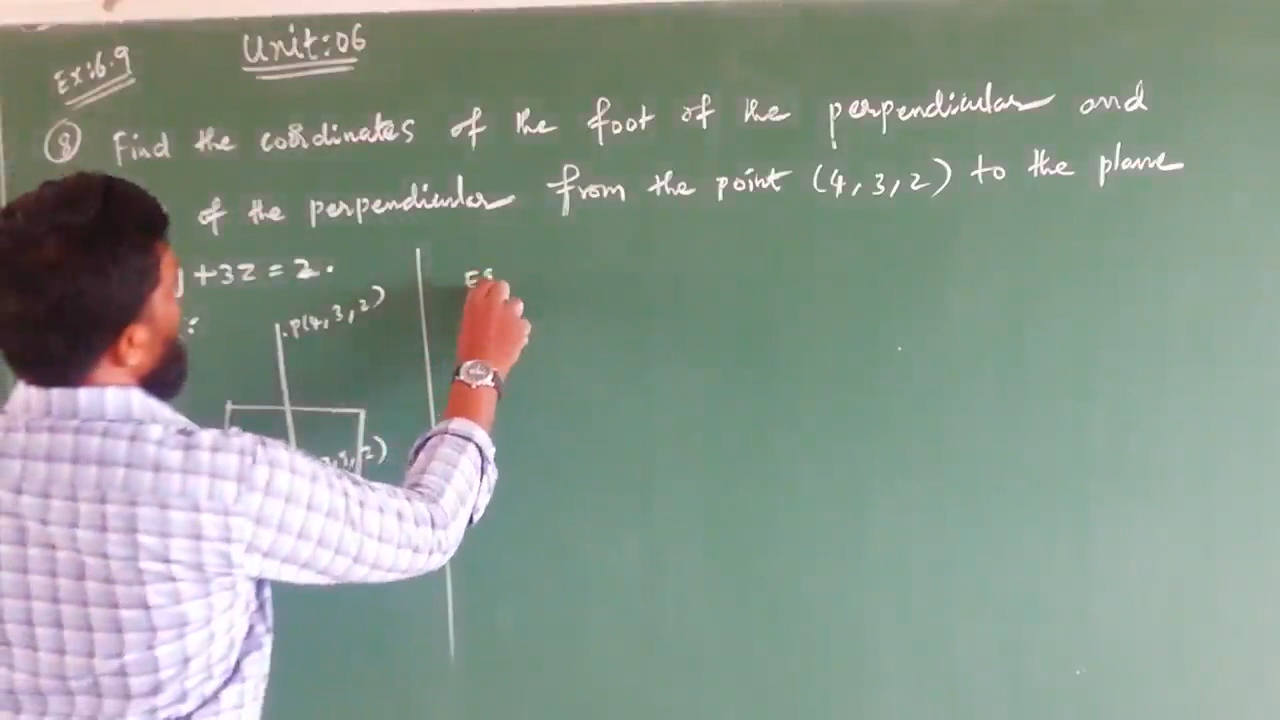 Ex:6.9
Unit:06
⑧ Find the coordinates of the foot of the perpendicular and
of the perpendicular from the point (4, 3, 2) to the plane
+3z = 2.
P(4, 3, 2)